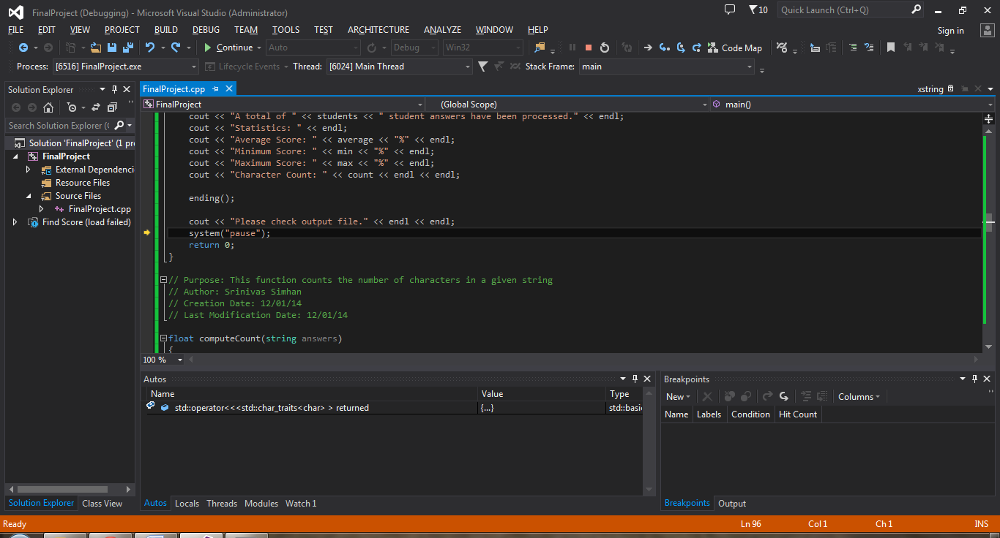 FinalProject (Debugging) - Microsoft Visual Studio (Administrator)
10
Quick Launch (Ctrl+Q)
FILE EDIT VIEW PROJECT BUILD DEBUG TEAM TOOLS TEST ARCHITECTURE ANALYZE WINDOW HELP
Sign in
Continue Auto Debug Win32 Code Map
Process: [6516] FinalProject.exe Lifecycle Events Thread: [6024] Main Thread Stack Frame: main
Solution Explorer
Search Solution Explorer (
Solution 'FinalProject' (1 pr
FinalProject
External Dependenci
Resource Files
Source Files
FinalProject.cpp
Find Score (load failed)
Solution Explorer Class View
FinalProject.cpp
xstring
FinalProject (Global Scope) main()
cout << "A total of " << students << " student answers have been processed." << endl;
cout << "Statistics: " << endl;
cout << "Average Score: " << average << "%" << endl;
cout << "Minimum Score: " << min << "%" << endl;
cout << "Maximum Score: " << max << "%" << endl;
cout << "Character Count: " << count << endl << endl;
ending();
cout << "Please check output file." << endl << endl;
system("pause");
return 0;
}
// Purpose: This function counts the number of characters in a given string
// Author: Srinivas Simhan
// Creation Date: 12/01/14
// Last Modification Date: 12/01/14
float computeCount(string answers)
{
100 %
Autos
Name Value Type
std::operator<<<std::char_traits<char> > returned {...} std::basi
Autos Locals Threads Modules Watch 1
Breakpoints
New Columns
Name Labels Condition Hit Count
Breakpoints Output
Ready Ln 96 Col 1 Ch 1 INS